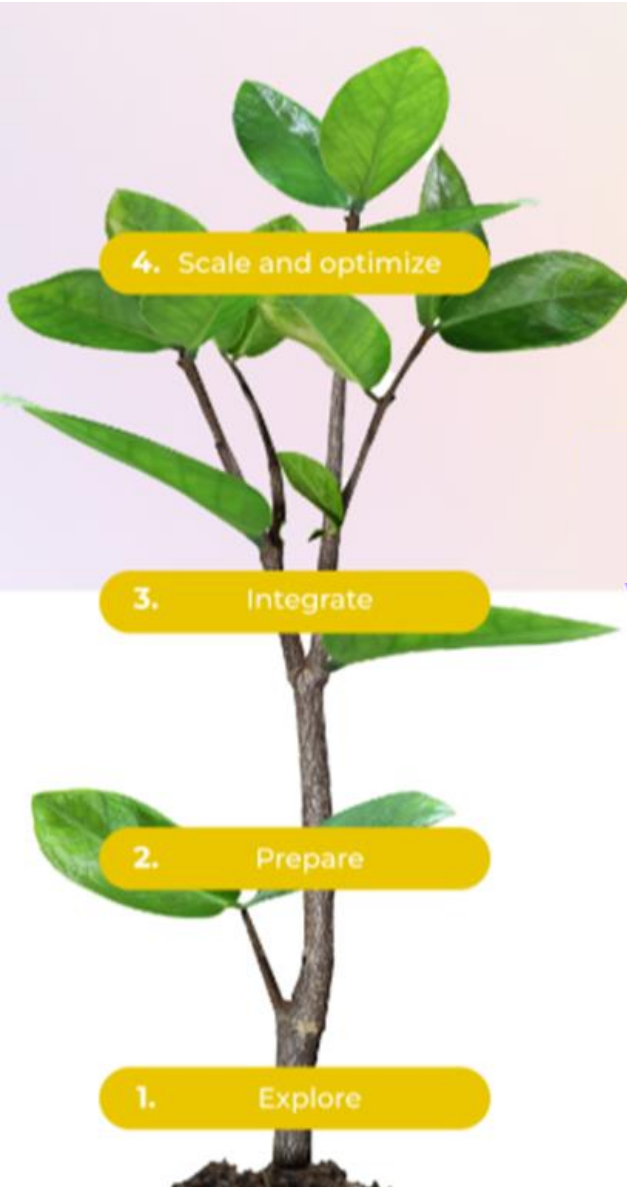 4. Scale and optimize
3. Integrate
2. Prepare
1. Explore